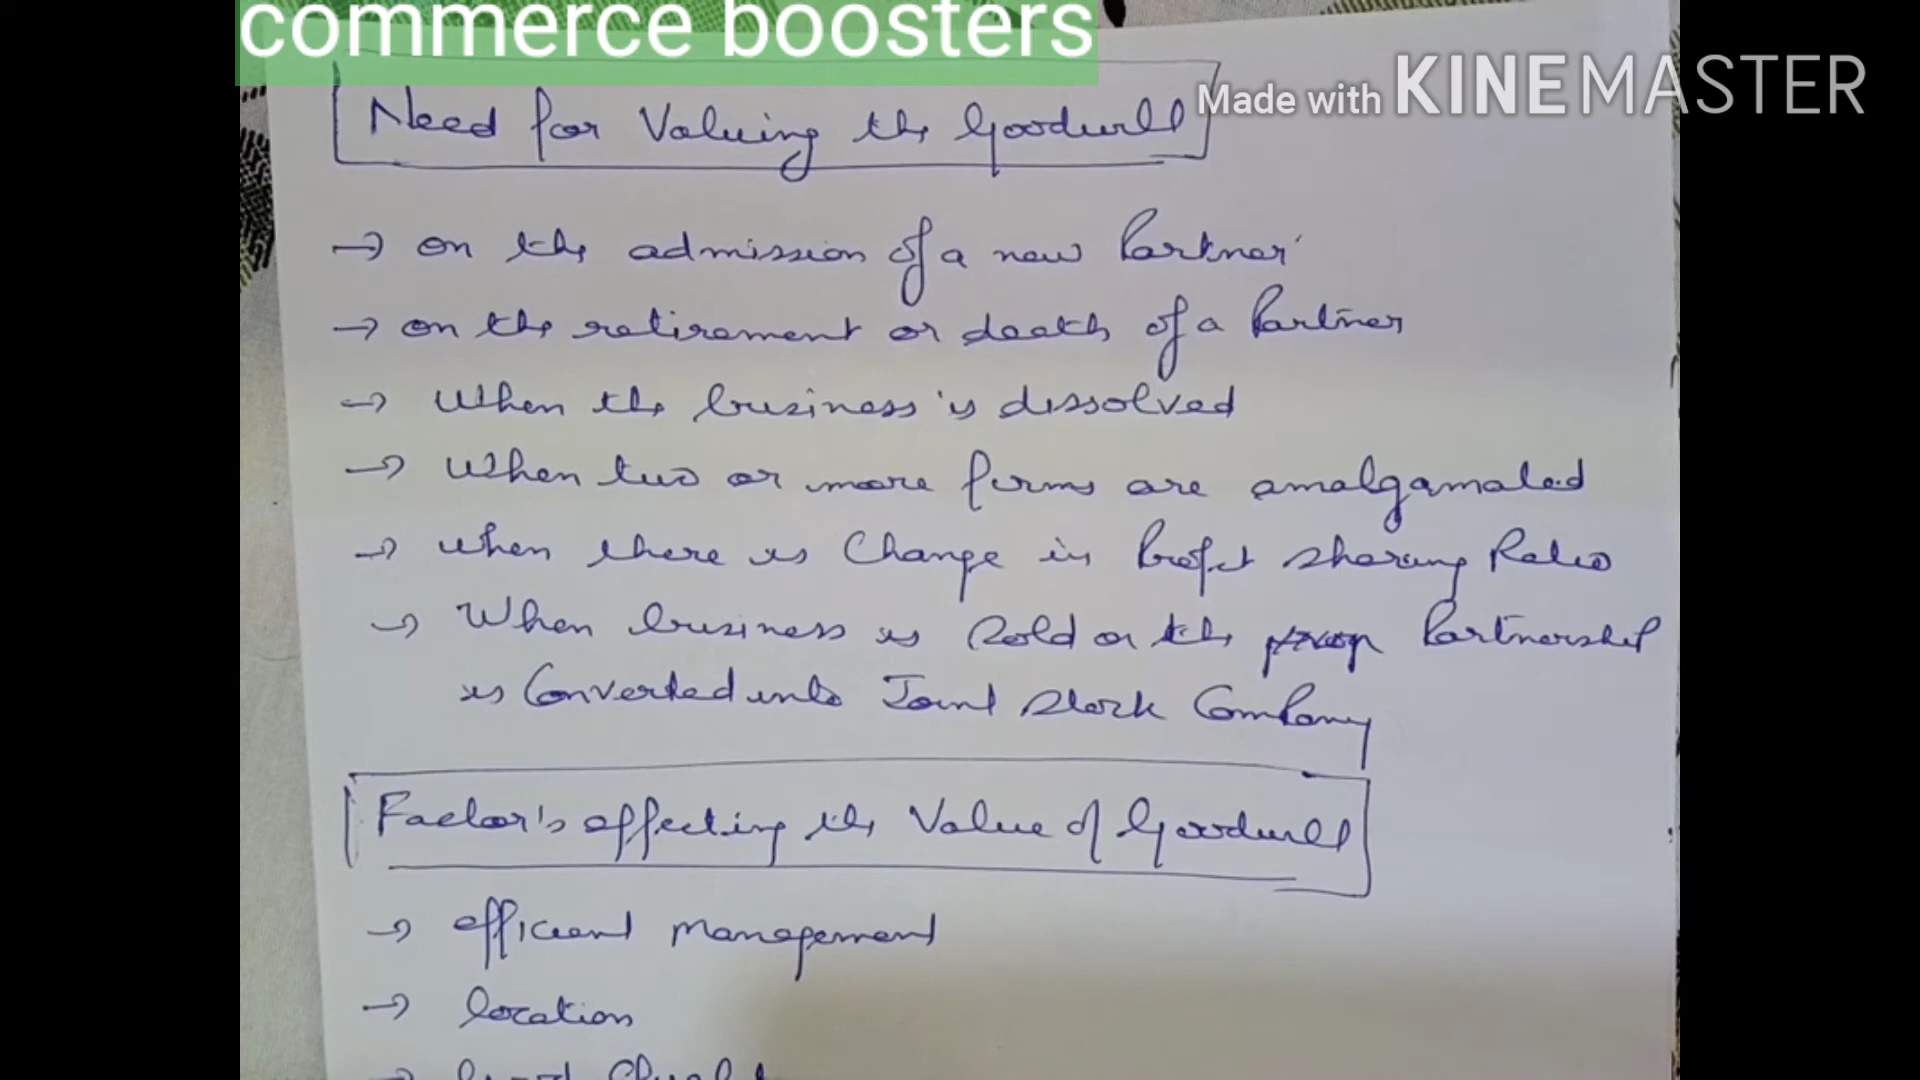 commerce boosters
Made with KINEMASTER
Need for Valuing the Goodwill
→ on the admission of a new Partner
→ on the retirement or death of a Partner
→ When the business is dissolved
→ When two or more firms are amalgamated
→ when there is Change in Profit sharing Ratio
→ When business is Sold or the Partnership
is Converted into Joint Stock Company
Factor's affecting the Value of Goodwill
→ efficient management
→ location
→